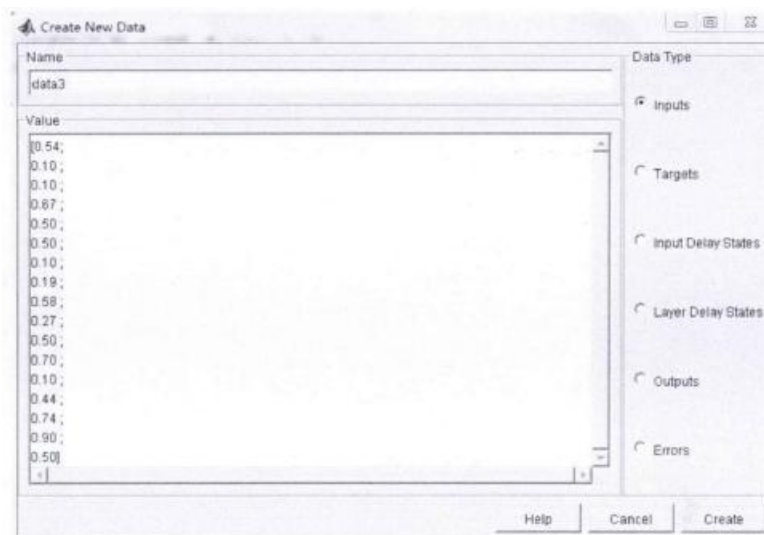 Create New Data
Name
data3
Value
[0.54;
0.10 ;
0.10 ;
0.67 ;
0.50 ;
0.50 ;
0.10 ;
0.19 ;
0.58 ;
0.27 ;
0.50 ;
0.70 ;
0.10 ;
0.44 ;
0.74 ;
0.90 ;
0.50]
Data Type
Inputs
Targets
Input Delay States
Layer Delay States
Outputs
Errors
Help
Cancel
Create